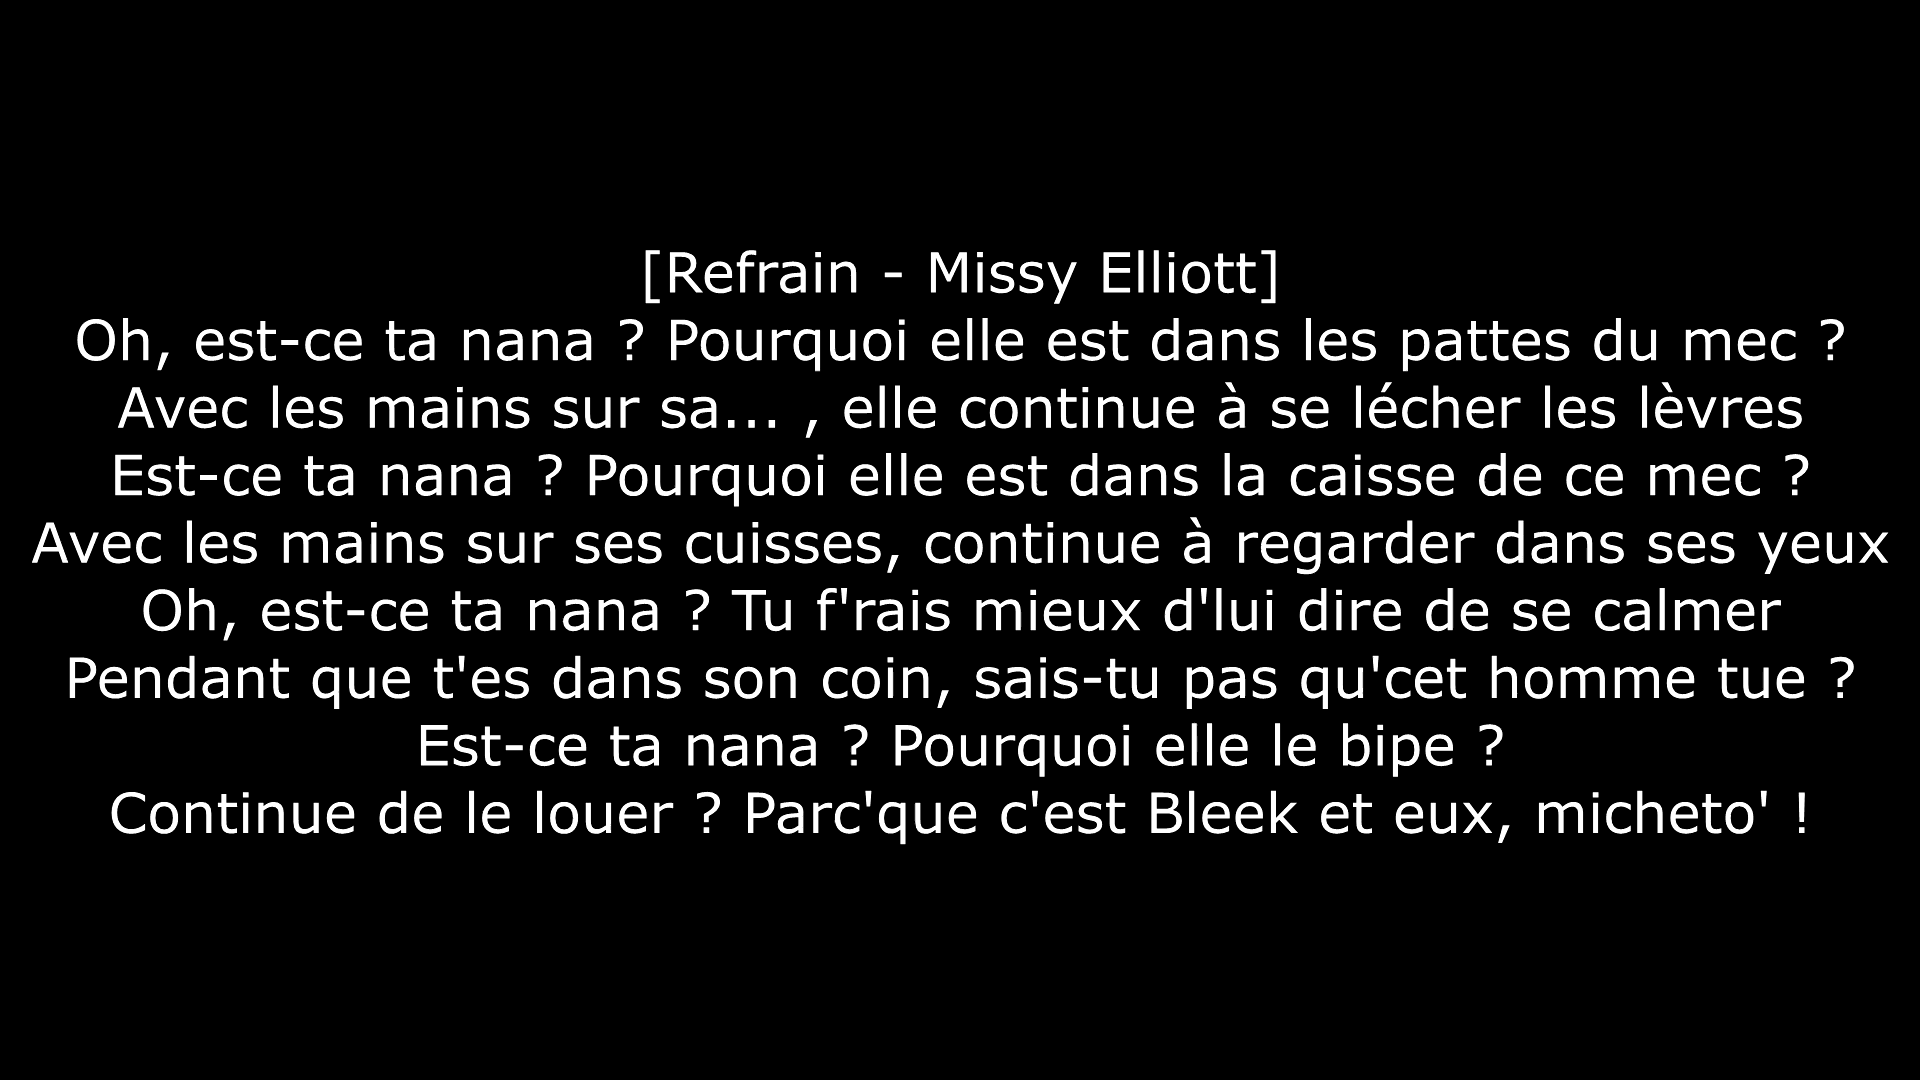 [Refrain - Missy Elliott]
Oh, est-ce ta nana ? Pourquoi elle est dans les pattes du mec ?
Avec les mains sur sa... , elle continue à se lécher les lèvres
Est-ce ta nana ? Pourquoi elle est dans la caisse de ce mec ?
Avec les mains sur ses cuisses, continue à regarder dans ses yeux
Oh, est-ce ta nana ? Tu f'rais mieux d'lui dire de se calmer
Pendant que t'es dans son coin, sais-tu pas qu'cet homme tue ?
Est-ce ta nana ? Pourquoi elle le bipe ?
Continue de le louer ? Parc'que c'est Bleek et eux, micheto' !